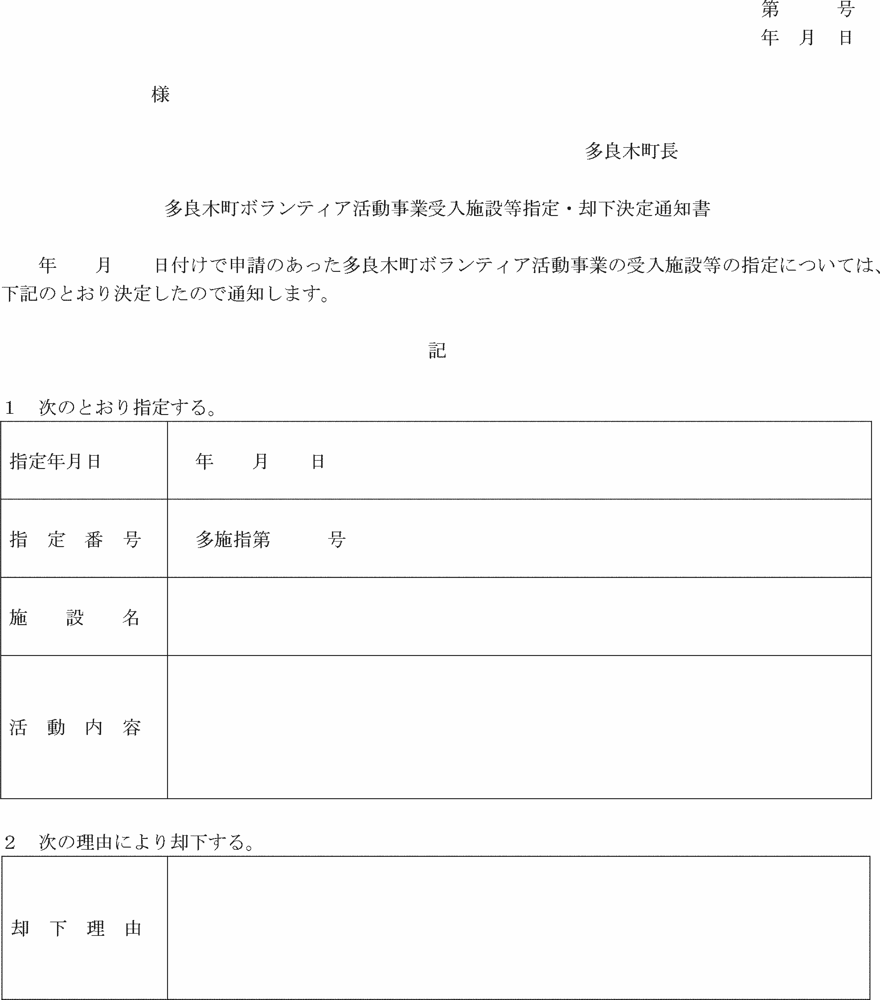 第　　　号
年　月　日
様
多良木町長
多良木町ボランティア活動事業受入施設等指定・却下決定通知書
年　　月　　日付けで申請のあった多良木町ボランティア活動事業の受入施設等の指定については、
下記のとおり決定したので通知します。
記
１　次のとおり指定する。
指定年月日　　年　　月　　日
指　定　番　号　　多施指第　　　号
施　　設　　名
活　動　内　容
２　次の理由により却下する。
却　下　理　由